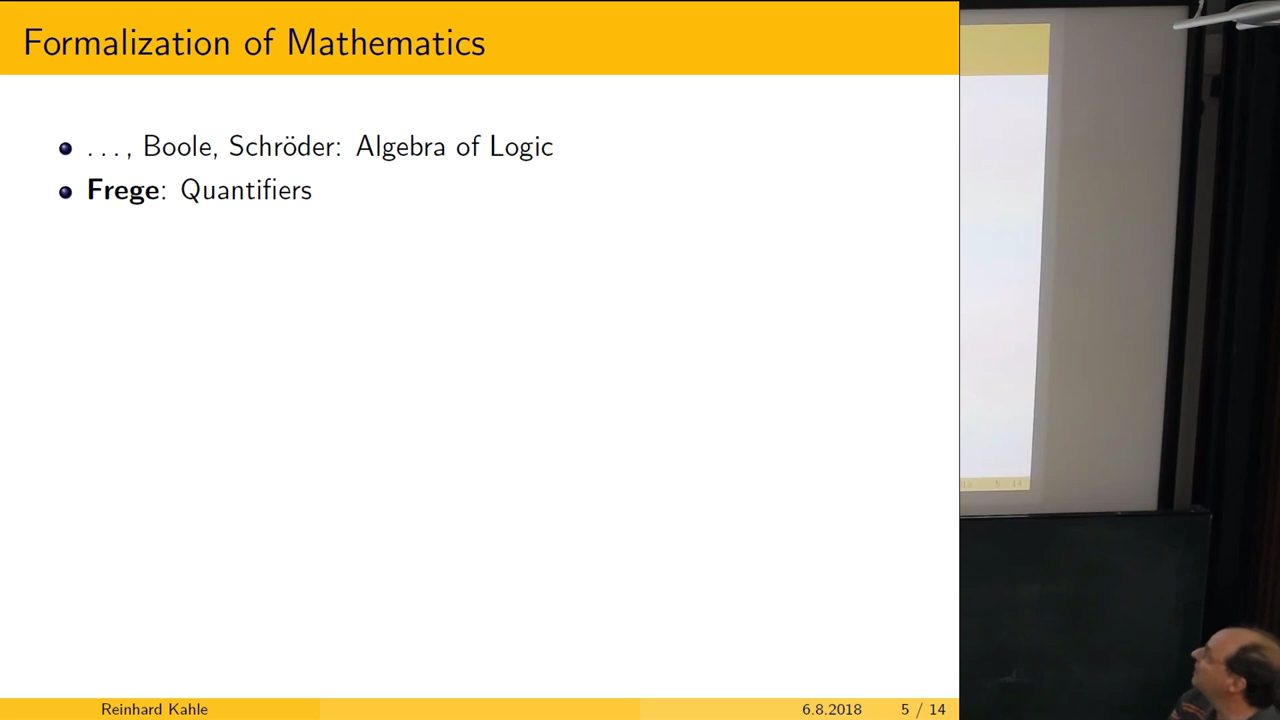 Formalization of Mathematics
. . . , Boole, Schröder: Algebra of Logic
Frege: Quantifiers
Reinhard Kahle
6.8.2018
5 / 14